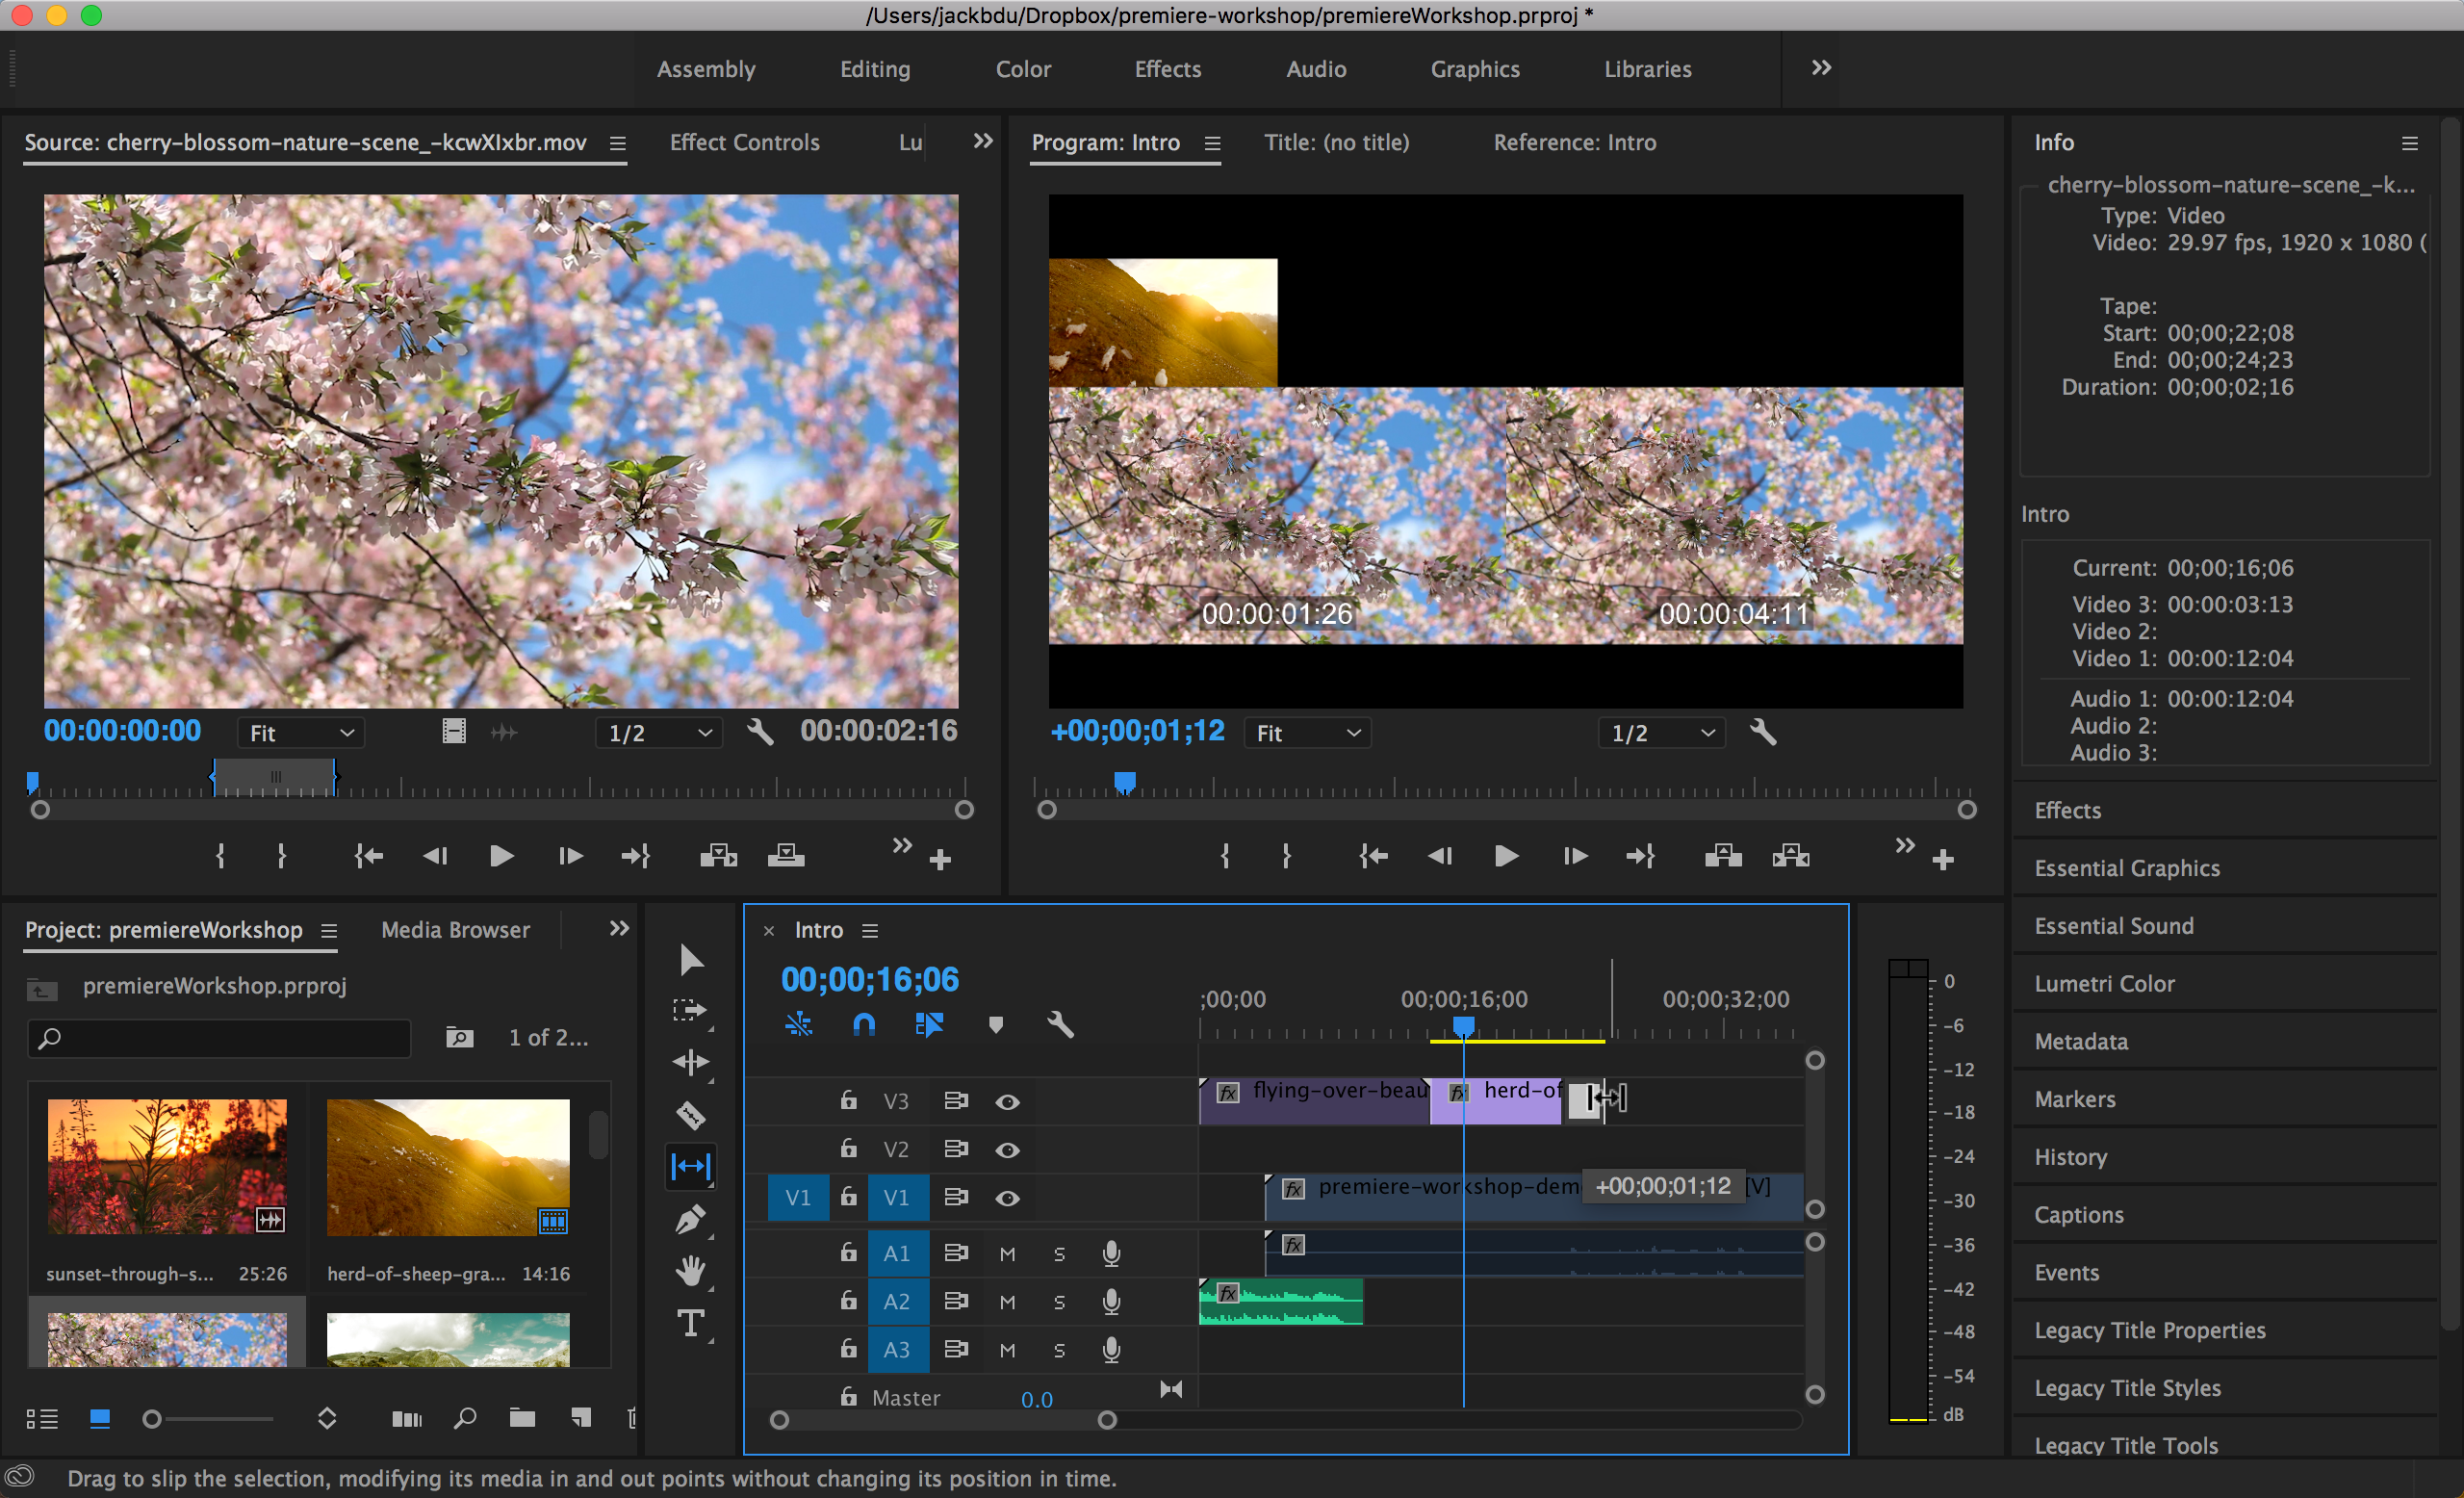 /Users/jackbdu/Dropbox/premiere-workshop/premiereWorkshop.prproj *
Assembly Editing Color Effects Audio Graphics Libraries
Source: cherry-blossom-nature-scene_-kcwXIxbr.mov Effect Controls Lu
00:00:00:00 Fit 1/2 00:00:02:16
Program: Intro Title: (no title) Reference: Intro
00:00:01:26 00:00:04:11
+00;00;01;12 Fit 1/2
Info
cherry-blossom-nature-scene_-k...
Type: Video
Video: 29.97 fps, 1920 x 1080 (
Tape:
Start: 00;00;22;08
End: 00;00;24;23
Duration: 00;00;02;16
Intro
Current: 00;00;16;06
Video 3: 00:00:03:13
Video 2:
Video 1: 00:00:12:04
Audio 1: 00:00:12:04
Audio 2:
Audio 3:
Effects
Essential Graphics
Essential Sound
Lumetri Color
Metadata
Markers
History
Captions
Events
Legacy Title Properties
Legacy Title Styles
Legacy Title Tools
Project: premiereWorkshop Media Browser
premiereWorkshop.prproj
1 of 2...
sunset-through-s... 25:26
herd-of-sheep-gra... 14:16
Intro
00;00;16;06
;00;00 00;00;16;00 00;00;32;00
V3 fx flying-over-beau fx herd-of
V2
V1 V1 fx premiere-workshop-dem [V]
+00;00;01;12
A1 M S fx
A2 M S fx
A3 M S
Master 0.0
0
-6
-12
-18
-24
-30
-36
-42
-48
-54
dB
Drag to slip the selection, modifying its media in and out points without changing its position in time.